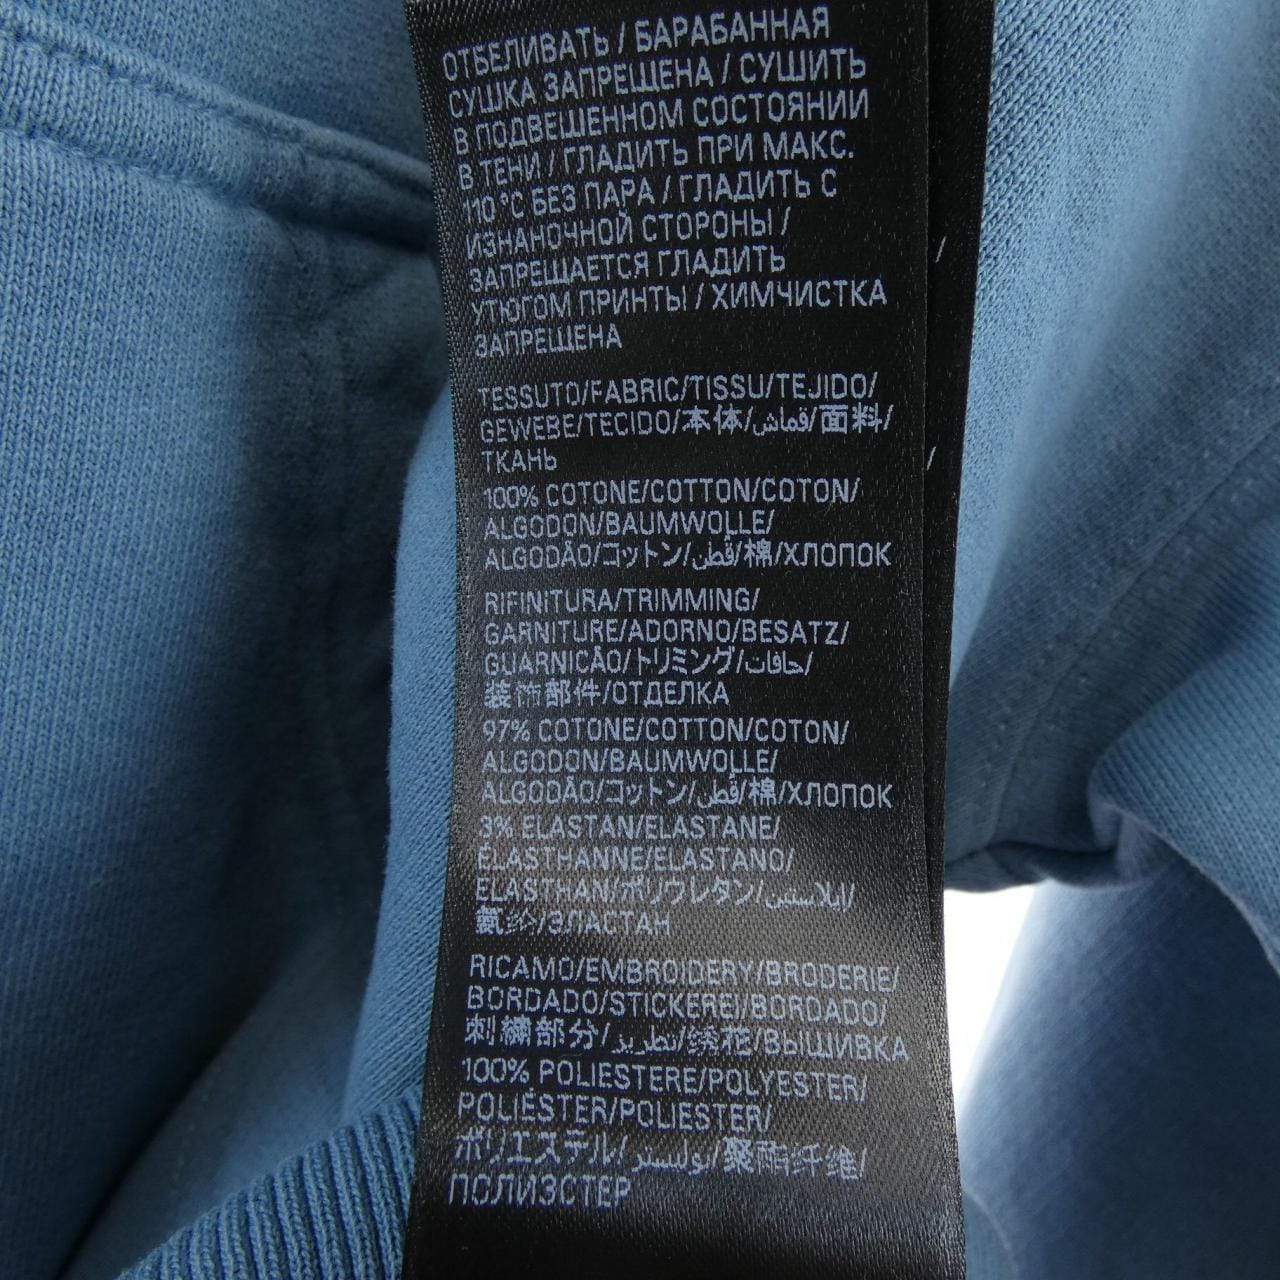 ОТБЕЛИВАТЬ / БАРАБАННАЯ
СУШКА ЗАПРЕЩЕНА / СУШИТЬ
В ПОДВЕШЕННОМ СОСТОЯНИИ
В ТЕНИ / ГЛАДИТЬ ПРИ МАКС.
110 °C БЕЗ ПАРА / ГЛАДИТЬ С
ИЗНАНОЧНОЙ СТОРОНЫ /
ЗАПРЕЩАЕТСЯ ГЛАДИТЬ
УТЮГОМ ПРИНТЫ / ХИМЧИСТКА
ЗАПРЕЩЕНА
TESSUTO/FABRIC/TISSU/TEJIDO/
GEWEBE/TECIDO/本体/قماش/面料/
ТКАНЬ
100% COTONE/COTTON/COTON/
ALGODON/BAUMWOLLE/
ALGODÃO/コットン/قُطن/棉/ХЛОПОК
RIFINITURA/TRIMMING/
GARNITURE/ADORNO/BESATZ/
GUARNICÃO/トリミング/حافات/
装饰部件/ОТДЕЛКА
97% COTONE/COTTON/COTON/
ALGODON/BAUMWOLLE/
ALGODÃO/コットン/قُطن/棉/ХЛОПОК
3% ELASTAN/ELASTANE/
ÉLASTHANNE/ELASTANO/
ELASTHAN/ポリウレタン/إيلاستين/
氨纶/ЭЛАСТАН
RICAMO/EMBROIDERY/BRODERIE/
BORDADO/STICKEREI/BORDADO/
刺繍部分/تطريز/绣花/ВЫШИВКА
100% POLIESTERE/POLYESTER/
POLIÉSTER/POLIESTER/
ポリエステル/بوليستر/聚酯纤维/
ПОЛИЭСТЕР